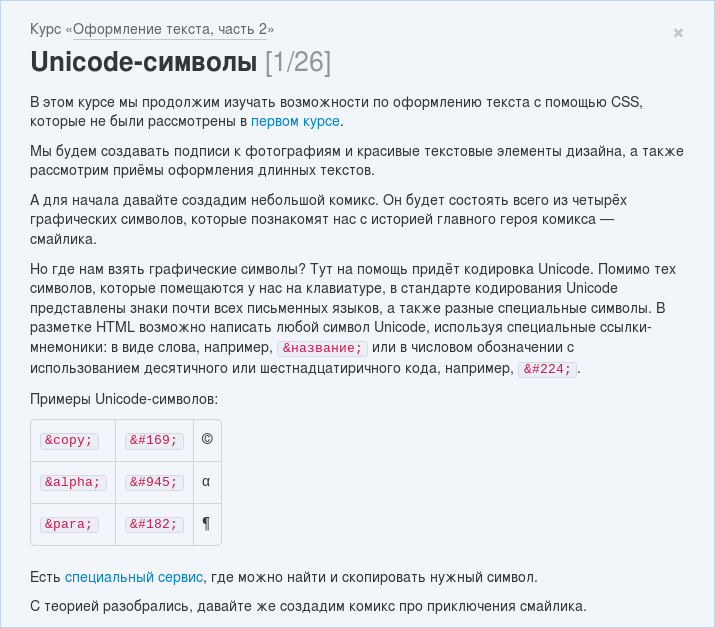 Курс «Оформление текста, часть 2»
×
Unicode-символы [1/26]
В этом курсе мы продолжим изучать возможности по оформлению текста с помощью CSS,
которые не были рассмотрены в первом курсе.
Мы будем создавать подписи к фотографиям и красивые текстовые элементы дизайна, а также
рассмотрим приёмы оформления длинных текстов.
А для начала давайте создадим небольшой комикс. Он будет состоять всего из четырёх
графических символов, которые познакомят нас с историей главного героя комикса —
смайлика.
Но где нам взять графические символы? Тут на помощь придёт кодировка Unicode. Помимо тех
символов, которые помещаются у нас на клавиатуре, в стандарте кодирования Unicode
представлены знаки почти всех письменных языков, а также разные специальные символы. В
разметке HTML возможно написать любой символ Unicode, используя специальные ссылки-
мнемоники: в виде слова, например, &название; или в числовом обозначении с
использованием десятичного или шестнадцатиричного кода, например, &#224;.
Примеры Unicode-символов:
&copy; &#169; ©
&alpha; &#945; α
&para; &#182; ¶
Есть специальный сервис, где можно найти и скопировать нужный символ.
С теорией разобрались, давайте же создадим комикс про приключения смайлика.